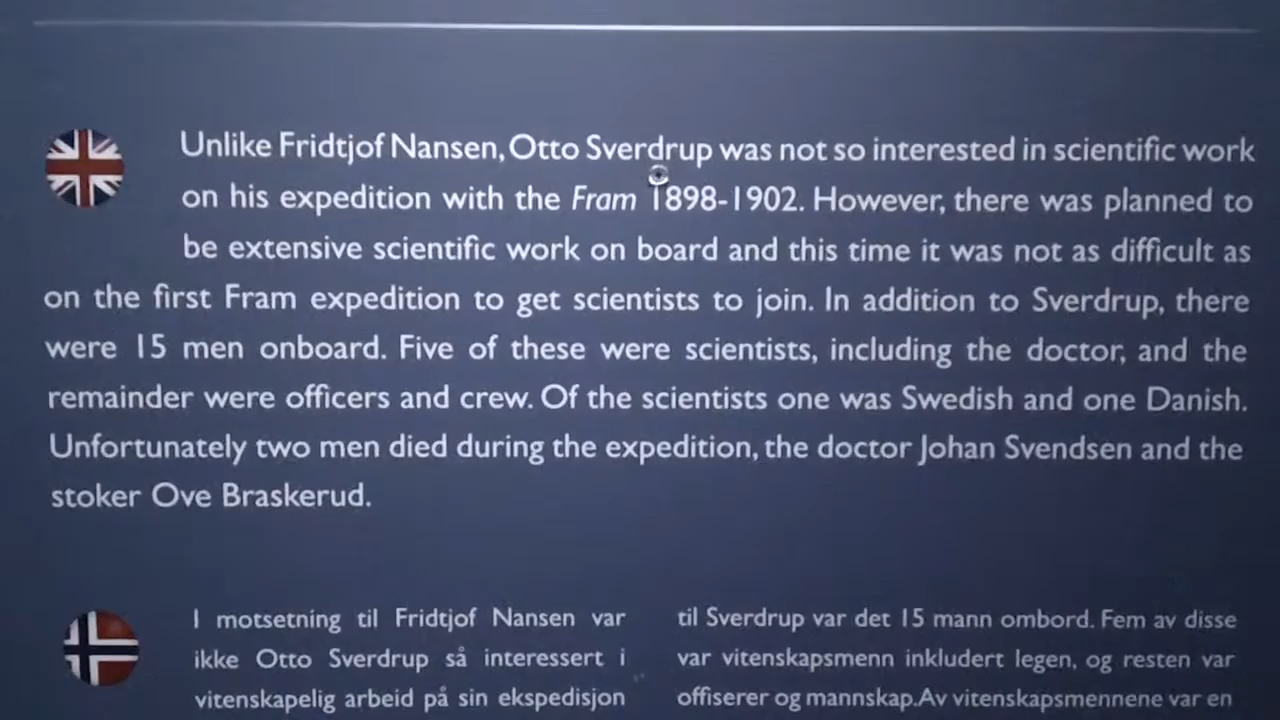 Unlike Fridtjof Nansen, Otto Sverdrup was not so interested in scientific work
on his expedition with the Fram 1898-1902. However, there was planned to
be extensive scientific work on board and this time it was not as difficult as
on the first Fram expedition to get scientists to join. In addition to Sverdrup, there
were 15 men onboard. Five of these were scientists, including the doctor, and the
remainder were officers and crew. Of the scientists one was Swedish and one Danish.
Unfortunately two men died during the expedition, the doctor Johan Svendsen and the
stoker Ove Braskerud.
I motsetning til Fridtjof Nansen var
ikke Otto Sverdrup så interessert i
vitenskapelig arbeid på sin ekspedisjon
til Sverdrup var det 15 mann ombord. Fem av disse
var vitenskapsmenn inkludert legen, og resten var
offiserer og mannskap. Av vitenskapsmennene var en